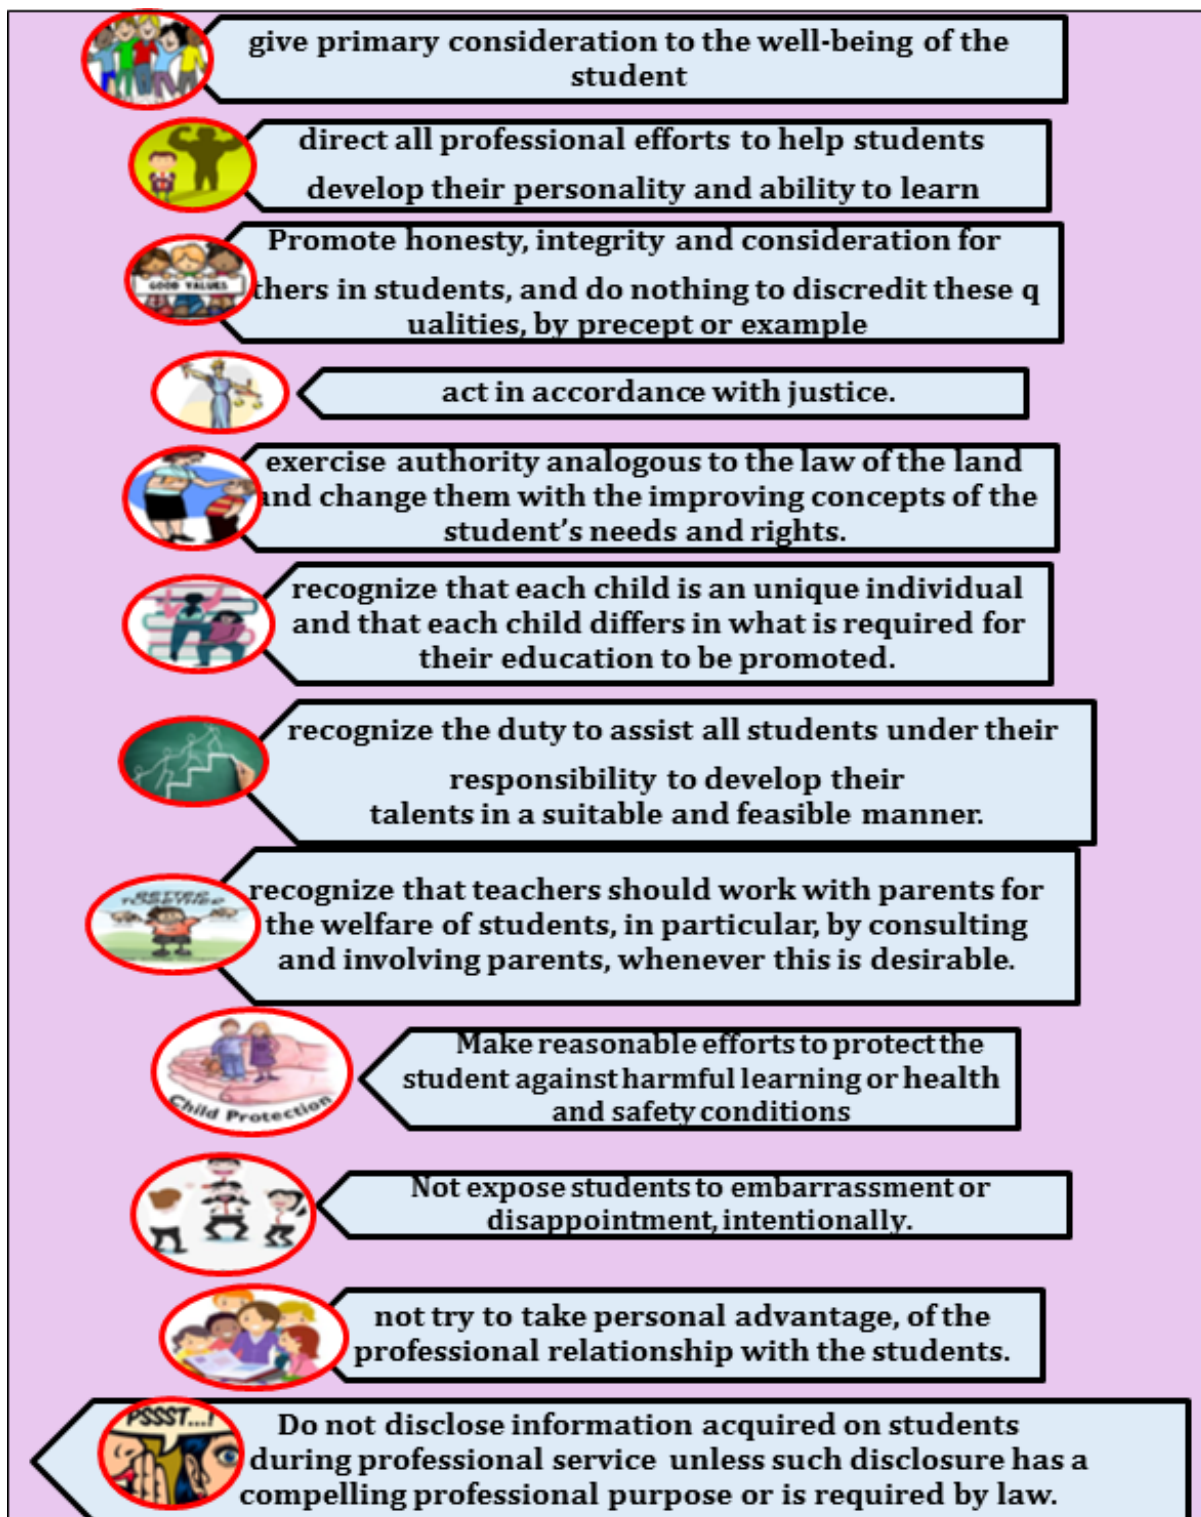 give primary consideration to the well-being of the
student
direct all professional efforts to help students
develop their personality and ability to learn
Promote honesty, integrity and consideration for
GOOD VALUES
thers in students, and do nothing to discredit these q
ualities, by precept or example
act in accordance with justice.
exercise authority analogous to the law of the land
and change them with the improving concepts of the
student’s needs and rights.
recognize that each child is an unique individual
and that each child differs in what is required for
their education to be promoted.
recognize the duty to assist all students under their
responsibility to develop their
talents in a suitable and feasible manner.
BETTER
TOGETHER
recognize that teachers should work with parents for
the welfare of students, in particular, by consulting
and involving parents, whenever this is desirable.
Make reasonable efforts to protect the
student against harmful learning or health
and safety conditions
Child Protection
Not expose students to embarrassment or
disappointment, intentionally.
not try to take personal advantage, of the
professional relationship with the students.
PSSST...!
Do not disclose information acquired on students
during professional service unless such disclosure has a
compelling professional purpose or is required by law.